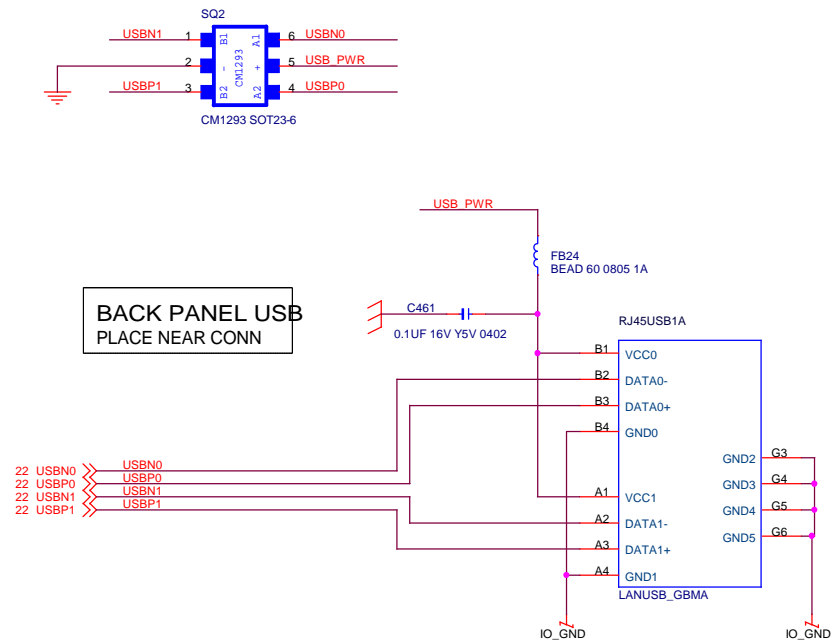 SQ2
USBN1 1 B1 A1 6 USBN0
2 - CM1293 + 5 USB_PWR
USBP1 3 B2 A2 4 USBP0
CM1293 SOT23-6
USB_PWR
FB24
BEAD 60 0805 1A
BACK PANEL USB
PLACE NEAR CONN
C461
0.1UF 16V Y5V 0402
RJ45USB1A
B1 VCC0
B2 DATA0-
B3 DATA0+
B4 GND0
GND2 G3
GND3 G4
GND4 G5
GND5 G6
22 USBN0 USBN0
22 USBP0 USBP0
22 USBN1 USBN1
22 USBP1 USBP1
A1 VCC1
A2 DATA1-
A3 DATA1+
A4 GND1
LANUSB_GBMA
IO_GND
IO_GND